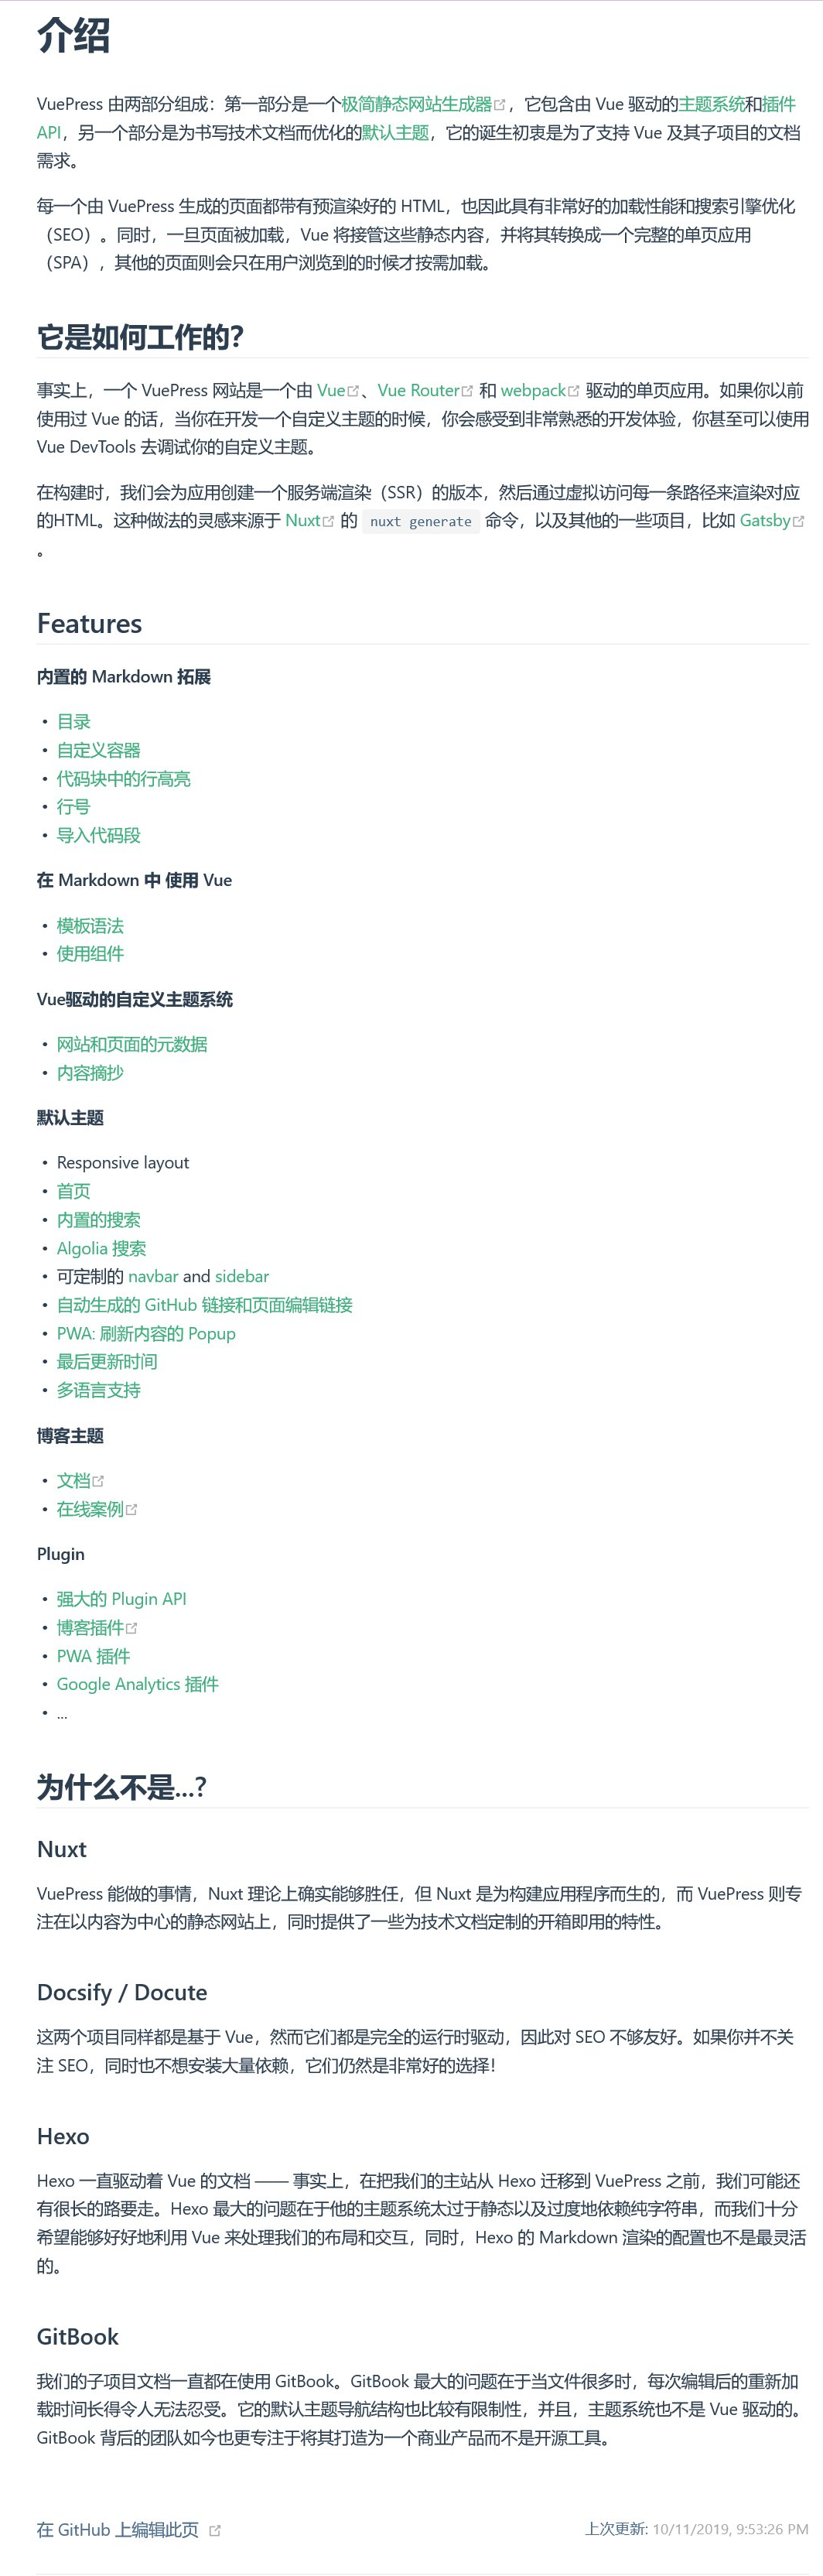 介绍
VuePress 由两部分组成：第一部分是一个极简静态网站生成器，它包含由 Vue 驱动的主题系统和插件
API，另一个部分是为书写技术文档而优化的默认主题，它的诞生初衷是为了支持 Vue 及其子项目的文档
需求。
每一个由 VuePress 生成的页面都带有预渲染好的 HTML，也因此具有非常好的加载性能和搜索引擎优化
（SEO）。同时，一旦页面被加载，Vue 将接管这些静态内容，并将其转换成一个完整的单页应用
（SPA），其他的页面则会只在用户浏览到的时候才按需加载。
它是如何工作的？
事实上，一个 VuePress 网站是一个由 Vue、Vue Router 和 webpack 驱动的单页应用。如果你以前
使用过 Vue 的话，当你在开发一个自定义主题的时候，你会感受到非常熟悉的开发体验，你甚至可以使用
Vue DevTools 去调试你的自定义主题。
在构建时，我们会为应用创建一个服务端渲染（SSR）的版本，然后通过虚拟访问每一条路径来渲染对应
的HTML。这种做法的灵感来源于 Nuxt 的 nuxt generate 命令，以及其他的一些项目，比如 Gatsby
。
Features
内置的 Markdown 拓展
• 目录
• 自定义容器
• 代码块中的行高亮
• 行号
• 导入代码段
在 Markdown 中 使用 Vue
• 模板语法
• 使用组件
Vue驱动的自定义主题系统
• 网站和页面的元数据
• 内容摘抄
默认主题
• Responsive layout
• 首页
• 内置的搜索
• Algolia 搜索
• 可定制的 navbar and sidebar
• 自动生成的 GitHub 链接和页面编辑链接
• PWA: 刷新内容的 Popup
• 最后更新时间
• 多语言支持
博客主题
• 文档
• 在线案例
Plugin
• 强大的 Plugin API
• 博客插件
• PWA 插件
• Google Analytics 插件
• ...
为什么不是...?
Nuxt
VuePress 能做的事情，Nuxt 理论上确实能够胜任，但 Nuxt 是为构建应用程序而生的，而 VuePress 则专
注在以内容为中心的静态网站上，同时提供了一些为技术文档定制的开箱即用的特性。
Docsify / Docute
这两个项目同样都是基于 Vue，然而它们都是完全的运行时驱动，因此对 SEO 不够友好。如果你并不关
注 SEO，同时也不想安装大量依赖，它们仍然是非常好的选择！
Hexo
Hexo 一直驱动着 Vue 的文档 —— 事实上，在把我们的主站从 Hexo 迁移到 VuePress 之前，我们可能还
有很长的路要走。Hexo 最大的问题在于他的主题系统太过于静态以及过度地依赖纯字符串，而我们十分
希望能够好好地利用 Vue 来处理我们的布局和交互，同时，Hexo 的 Markdown 渲染的配置也不是最灵活
的。
GitBook
我们的子项目文档一直都在使用 GitBook。GitBook 最大的问题在于当文件很多时，每次编辑后的重新加
载时间长得令人无法忍受。它的默认主题导航结构也比较有限制性，并且，主题系统也不是 Vue 驱动的。
GitBook 背后的团队如今也更专注于将其打造为一个商业产品而不是开源工具。
在 GitHub 上编辑此页 上次更新: 10/11/2019, 9:53:26 PM